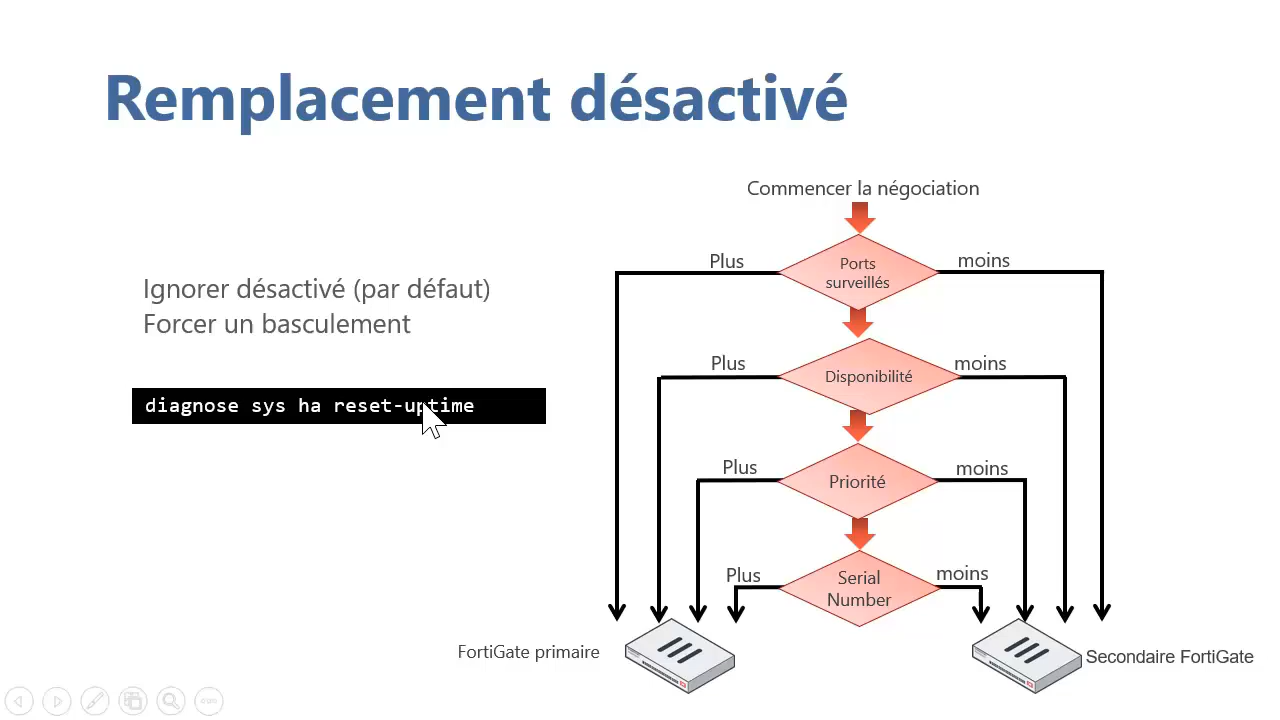 Remplacement désactivé
Commencer la négociation
Plus
Ports
surveillés
moins
Ignorer désactivé (par défaut)
Forcer un basculement
Plus
Disponibilité
moins
diagnose sys ha reset-uptime
Plus
Priorité
moins
Plus
Serial
Number
moins
FortiGate primaire
Secondaire FortiGate